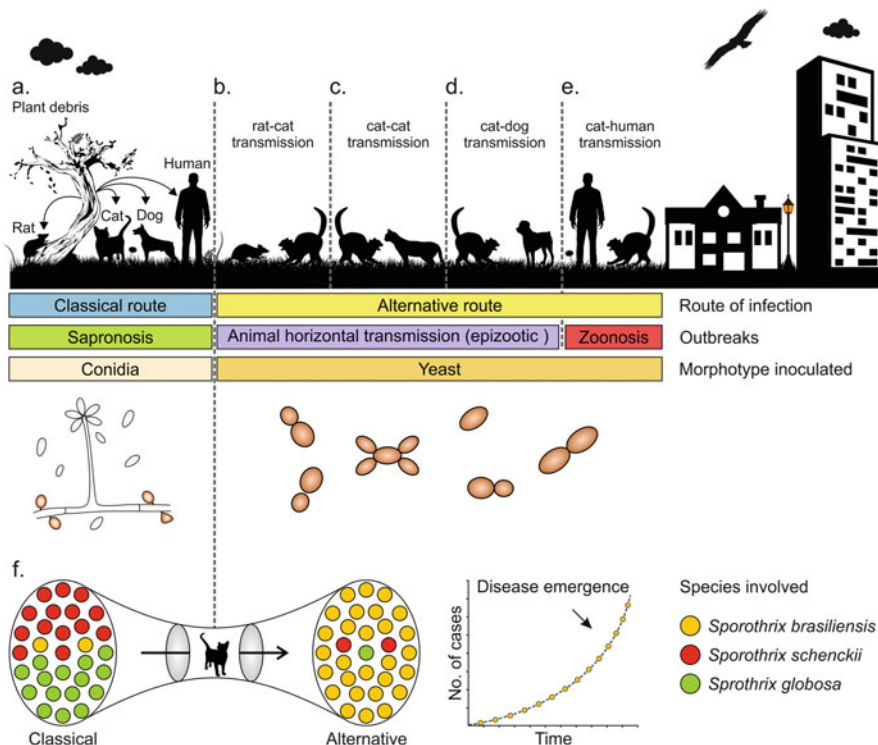 a.
b.
c.
d.
e.
Plant debris
rat-cat
transmission
cat-cat
transmission
cat-dog
transmission
cat-human
transmission
Human
Rat
Cat
Dog
Classical route
Alternative route
Route of infection
Sapronosis
Animal horizontal transmission (epizootic )
Zoonosis
Outbreaks
Conidia
Yeast
Morphotype inoculated
f.
Classical
Alternative
Disease emergence
No. of cases
Time
Species involved
Sporothrix brasiliensis
Sporothrix schenckii
Sprothrix globosa